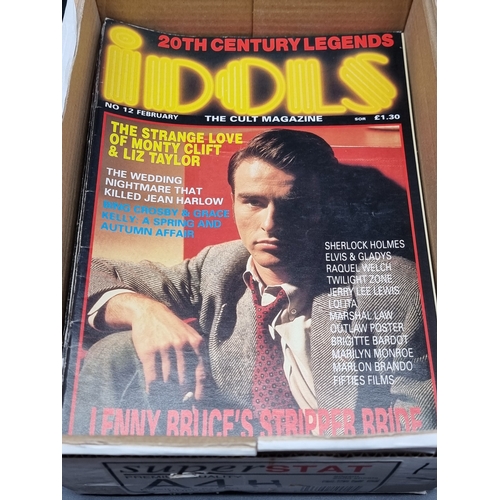 20TH CENTURY LEGENDS
iDOLS
NO 12 FEBRUARY
THE CULT MAGAZINE
£1.30
THE STRANGE LOVE
OF MONTY CLIFT
& LIZ TAYLOR
THE WEDDING
NIGHTMARE THAT
KILLED JEAN HARLOW
BING CROSBY & GRACE
KELLY: A SPRING AND
AUTUMN AFFAIR
SHERLOCK HOLMES
ELVIS & GLADYS
RAQUEL WELCH
TWILIGHT ZONE
JERRY LEE LEWIS
LOLITA
MARSHAL LAW
OUTLAW POSTER
BRIGITTE BARDOT
MARILYN MONROE
MARLON BRANDO
FIFTIES FILMS
LENNY BRUCE'S STRIPPER BRIDE
superSTAT